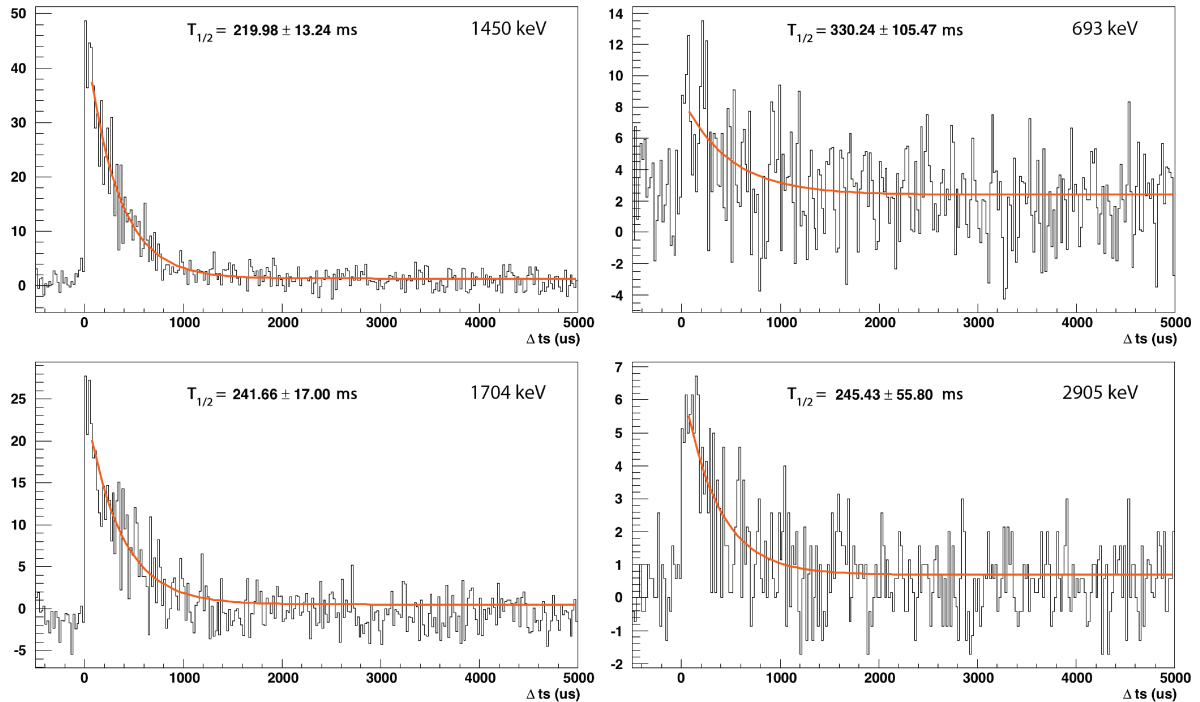 T1/2 = 219.98 ± 13.24 ms
1450 keV
50
40
30
20
10
0
0 1000 2000 3000 4000 5000
Δ ts (us)
T1/2 = 330.24 ± 105.47 ms
693 keV
14
12
10
8
6
4
2
0
-2
-4
0 1000 2000 3000 4000 5000
Δ ts (us)
T1/2 = 241.66 ± 17.00 ms
1704 keV
25
20
15
10
5
0
-5
0 1000 2000 3000 4000 5000
Δ ts (us)
T1/2 = 245.43 ± 55.80 ms
2905 keV
7
6
5
4
3
2
1
0
-1
-2
0 1000 2000 3000 4000 5000
Δ ts (us)